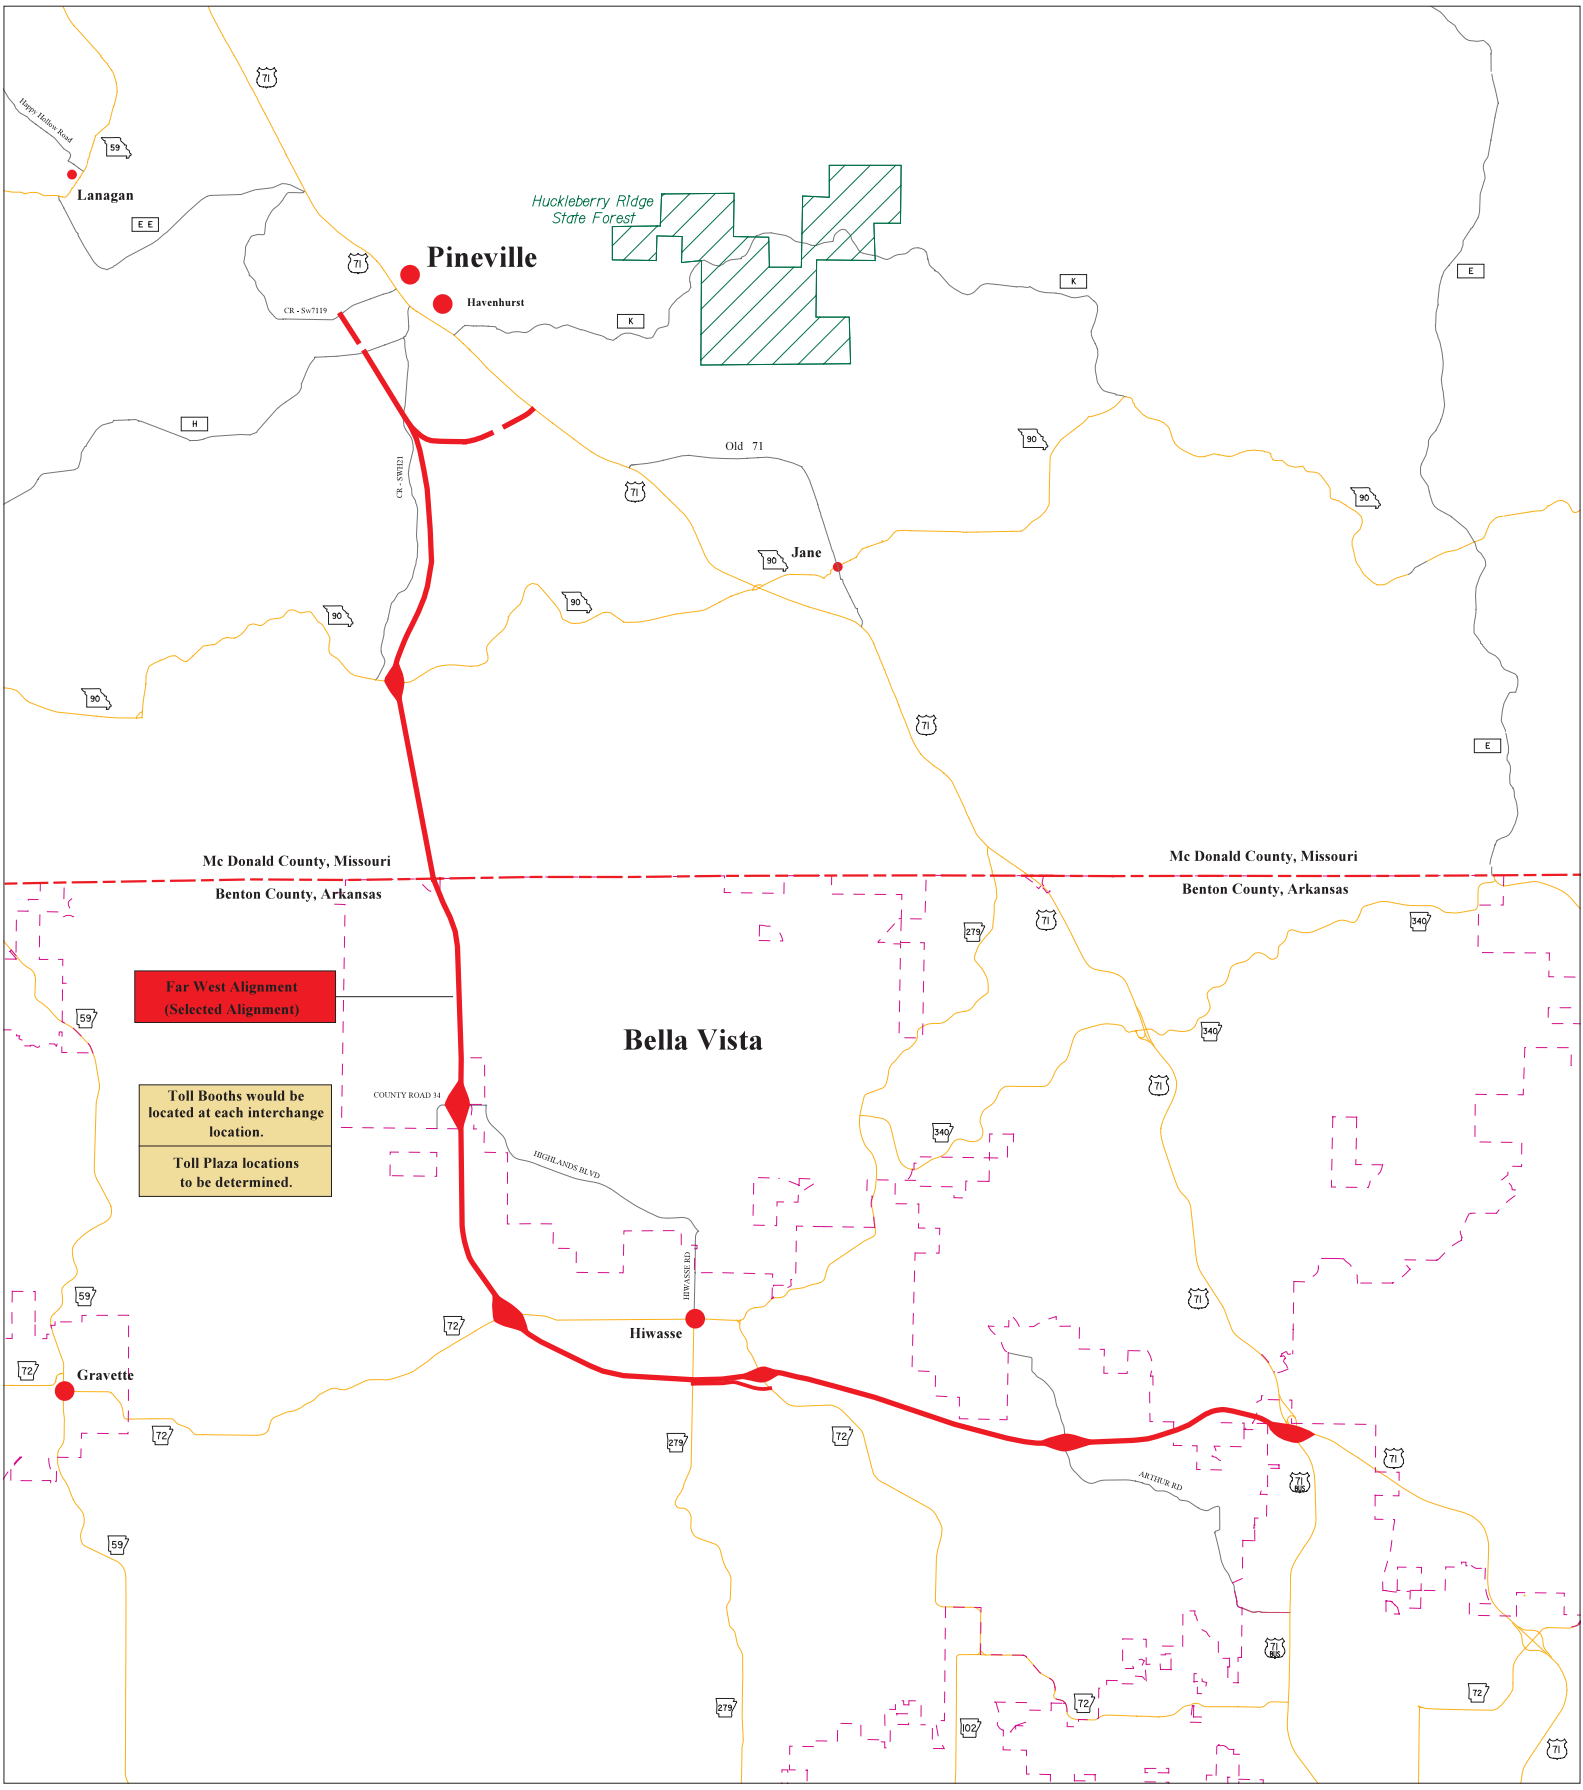 71
Happy Hollow Road
59
Lanagan
E E
Huckleberry Ridge
State Forest
71
Pineville
Havenhurst
CR - Sw7119
K
K
E
H
Old 71
90
CR - SWH21
71
90
90
Jane
90
90
90
71
E
Mc Donald County, Missouri
Benton County, Arkansas
Mc Donald County, Missouri
Benton County, Arkansas
279
71
340
Far West Alignment
(Selected Alignment)
59
340
Bella Vista
71
COUNTY ROAD 34
Toll Booths would be
located at each interchange
location.
340
Toll Plaza locations
to be determined.
HIGHLANDS BLVD
HIWASSE RD
59
71
72
Hiwasse
72
Gravette
72
279
72
71
ARTHUR RD
71
BUS
59
71
BUS
279
102
72
72
71